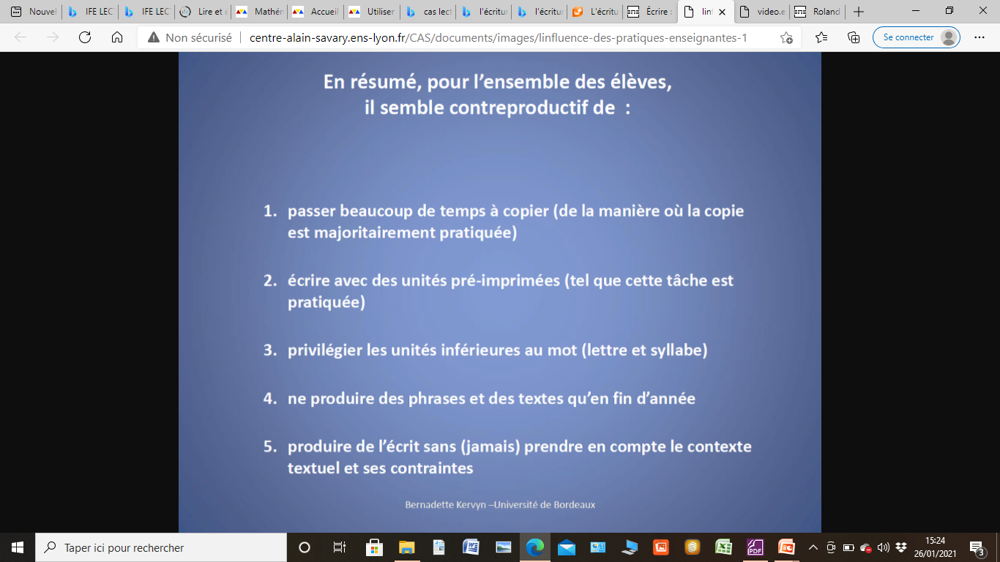 Nouvel
IFE LEC
IFE LEC
Lire et é
Mathén
Accueil
Utiliser
cas lect
l'écritur
l'écritur
L'écritu
Écrire :
linf
video.e
Roland
Non sécurisé
centre-alain-savary.ens-lyon.fr/CAS/documents/images/linfluence-des-pratiques-enseignantes-1
Se connecter
En résumé, pour l’ensemble des élèves,
il semble contreproductif de :
1. passer beaucoup de temps à copier (de la manière où la copie
est majoritairement pratiquée)
2. écrire avec des unités pré-imprimées (tel que cette tâche est
pratiquée)
3. privilégier les unités inférieures au mot (lettre et syllabe)
4. ne produire des phrases et des textes qu’en fin d’année
5. produire de l’écrit sans (jamais) prendre en compte le contexte
textuel et ses contraintes
Bernadette Kervyn –Université de Bordeaux
Taper ici pour rechercher
PDF
15:24
26/01/2021
3